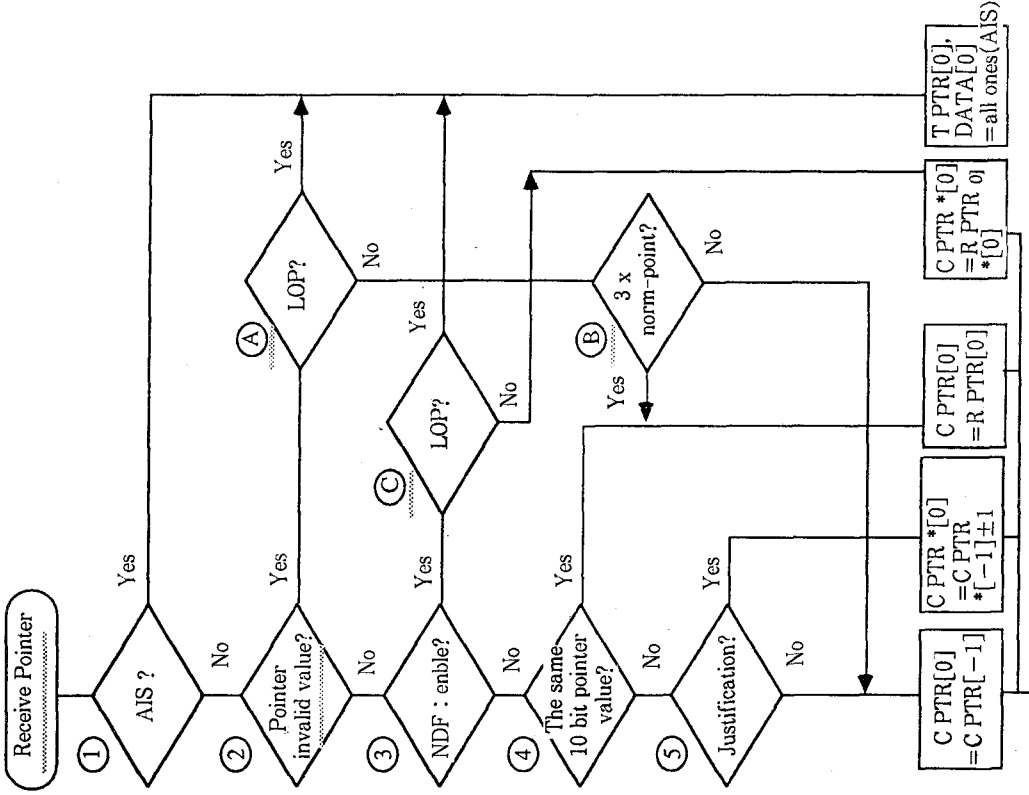 Receive Pointer
1
AIS ?
Yes
No
2
Pointer
invalid value?
Yes
No
A
LOP?
Yes
No
3
NDF : enble?
Yes
No
C
LOP?
Yes
No
B
3 x
norm-point?
Yes
No
4
The same
10 bit pointer
value?
Yes
No
5
Justification?
Yes
No
C PTR[0]
=C PTR[-1]
C PTR *[0]
=C PTR
*[-1]±1
C PTR[0]
=R PTR[0]
C PTR *[0]
=R PTR 0]
*[0]
T PTR[0],
DATA[0]
=all ones(AIS)